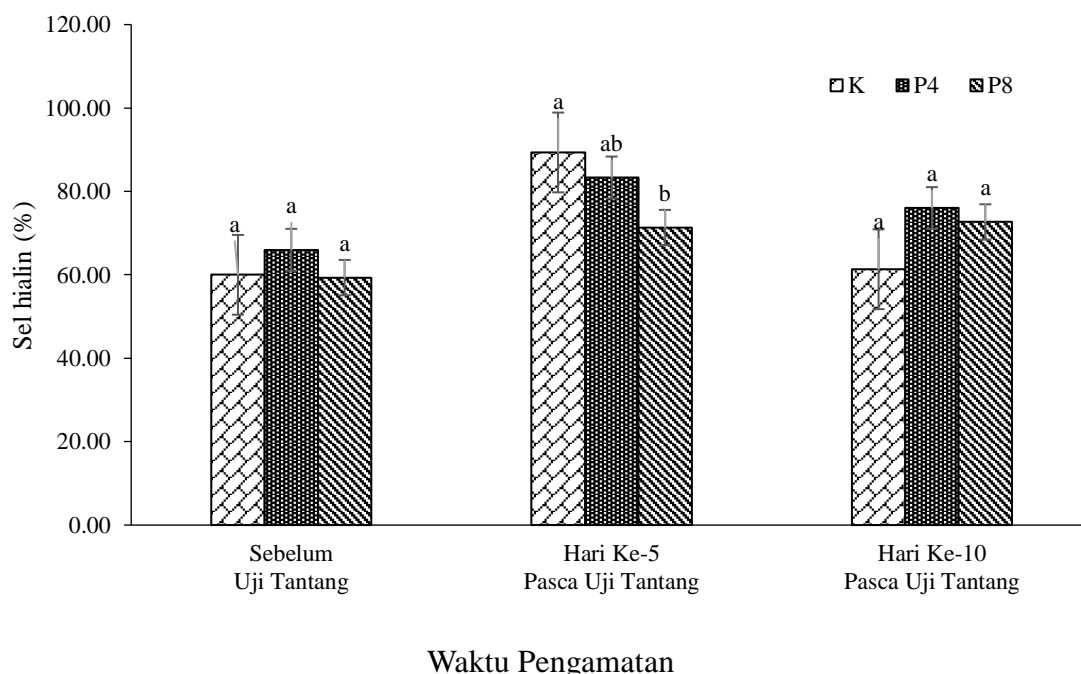 120.00
100.00
80.00
60.00
40.00
20.00
0.00
Sel hialin (%)
K P4 P8
a a a
a ab b
a a a
Sebelum
Uji Tantang
Hari Ke-5
Pasca Uji Tantang
Hari Ke-10
Pasca Uji Tantang
Waktu Pengamatan